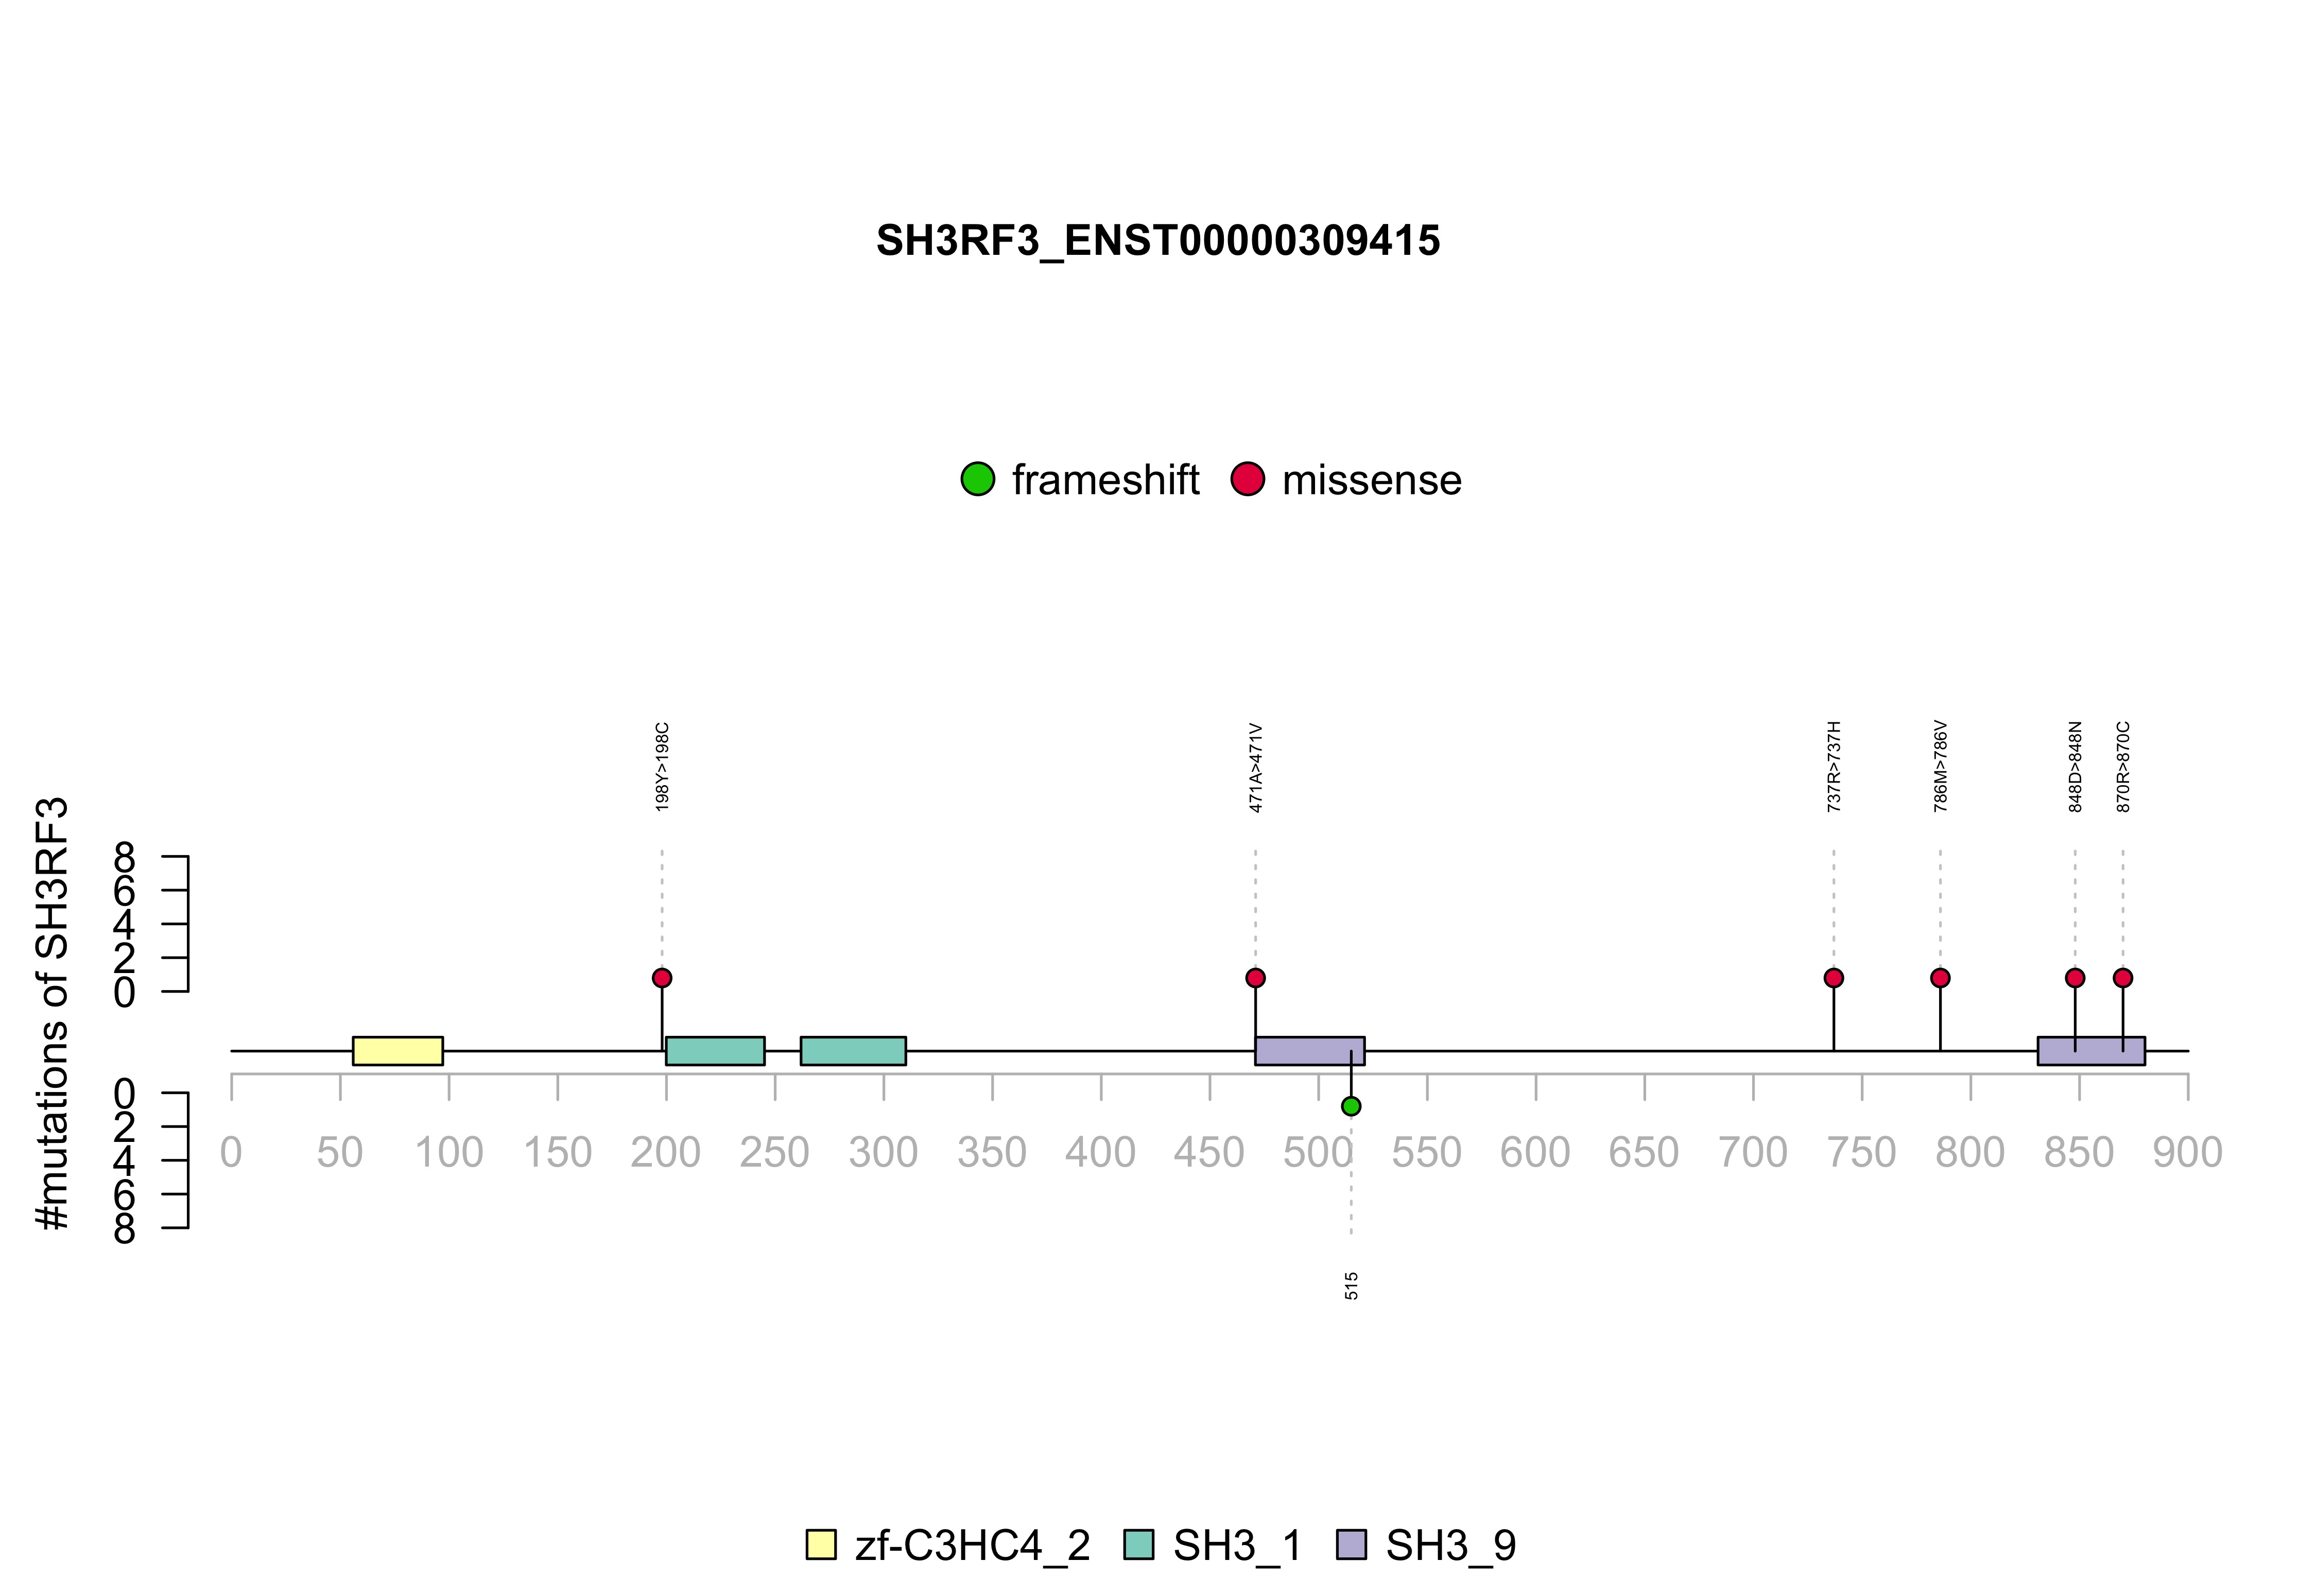 SH3RF3_ENST00000309415
frameshift missense
198Y>198C
471A>471V
737R>737H
786M>786V
848D>848N
870R>870C
#mutations of SH3RF3
8
6
4
2
0
0
2
4
6
8
0 50 100 150 200 250 300 350 400 450 500 550 600 650 700 750 800 850 900
515
zf-C3HC4_2 SH3_1 SH3_9